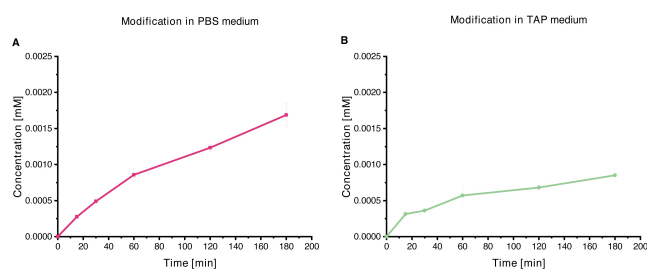 Modification in PBS medium
A
0.0025
0.0020
0.0015
0.0010
0.0005
0.0000
Concentration [mM]
0 20 40 60 80 100 120 140 160 180 200
Time [min]
Modification in TAP medium
B
0.0025
0.0020
0.0015
0.0010
0.0005
0.0000
Concentration [mM]
0 20 40 60 80 100 120 140 160 180 200
Time [min]